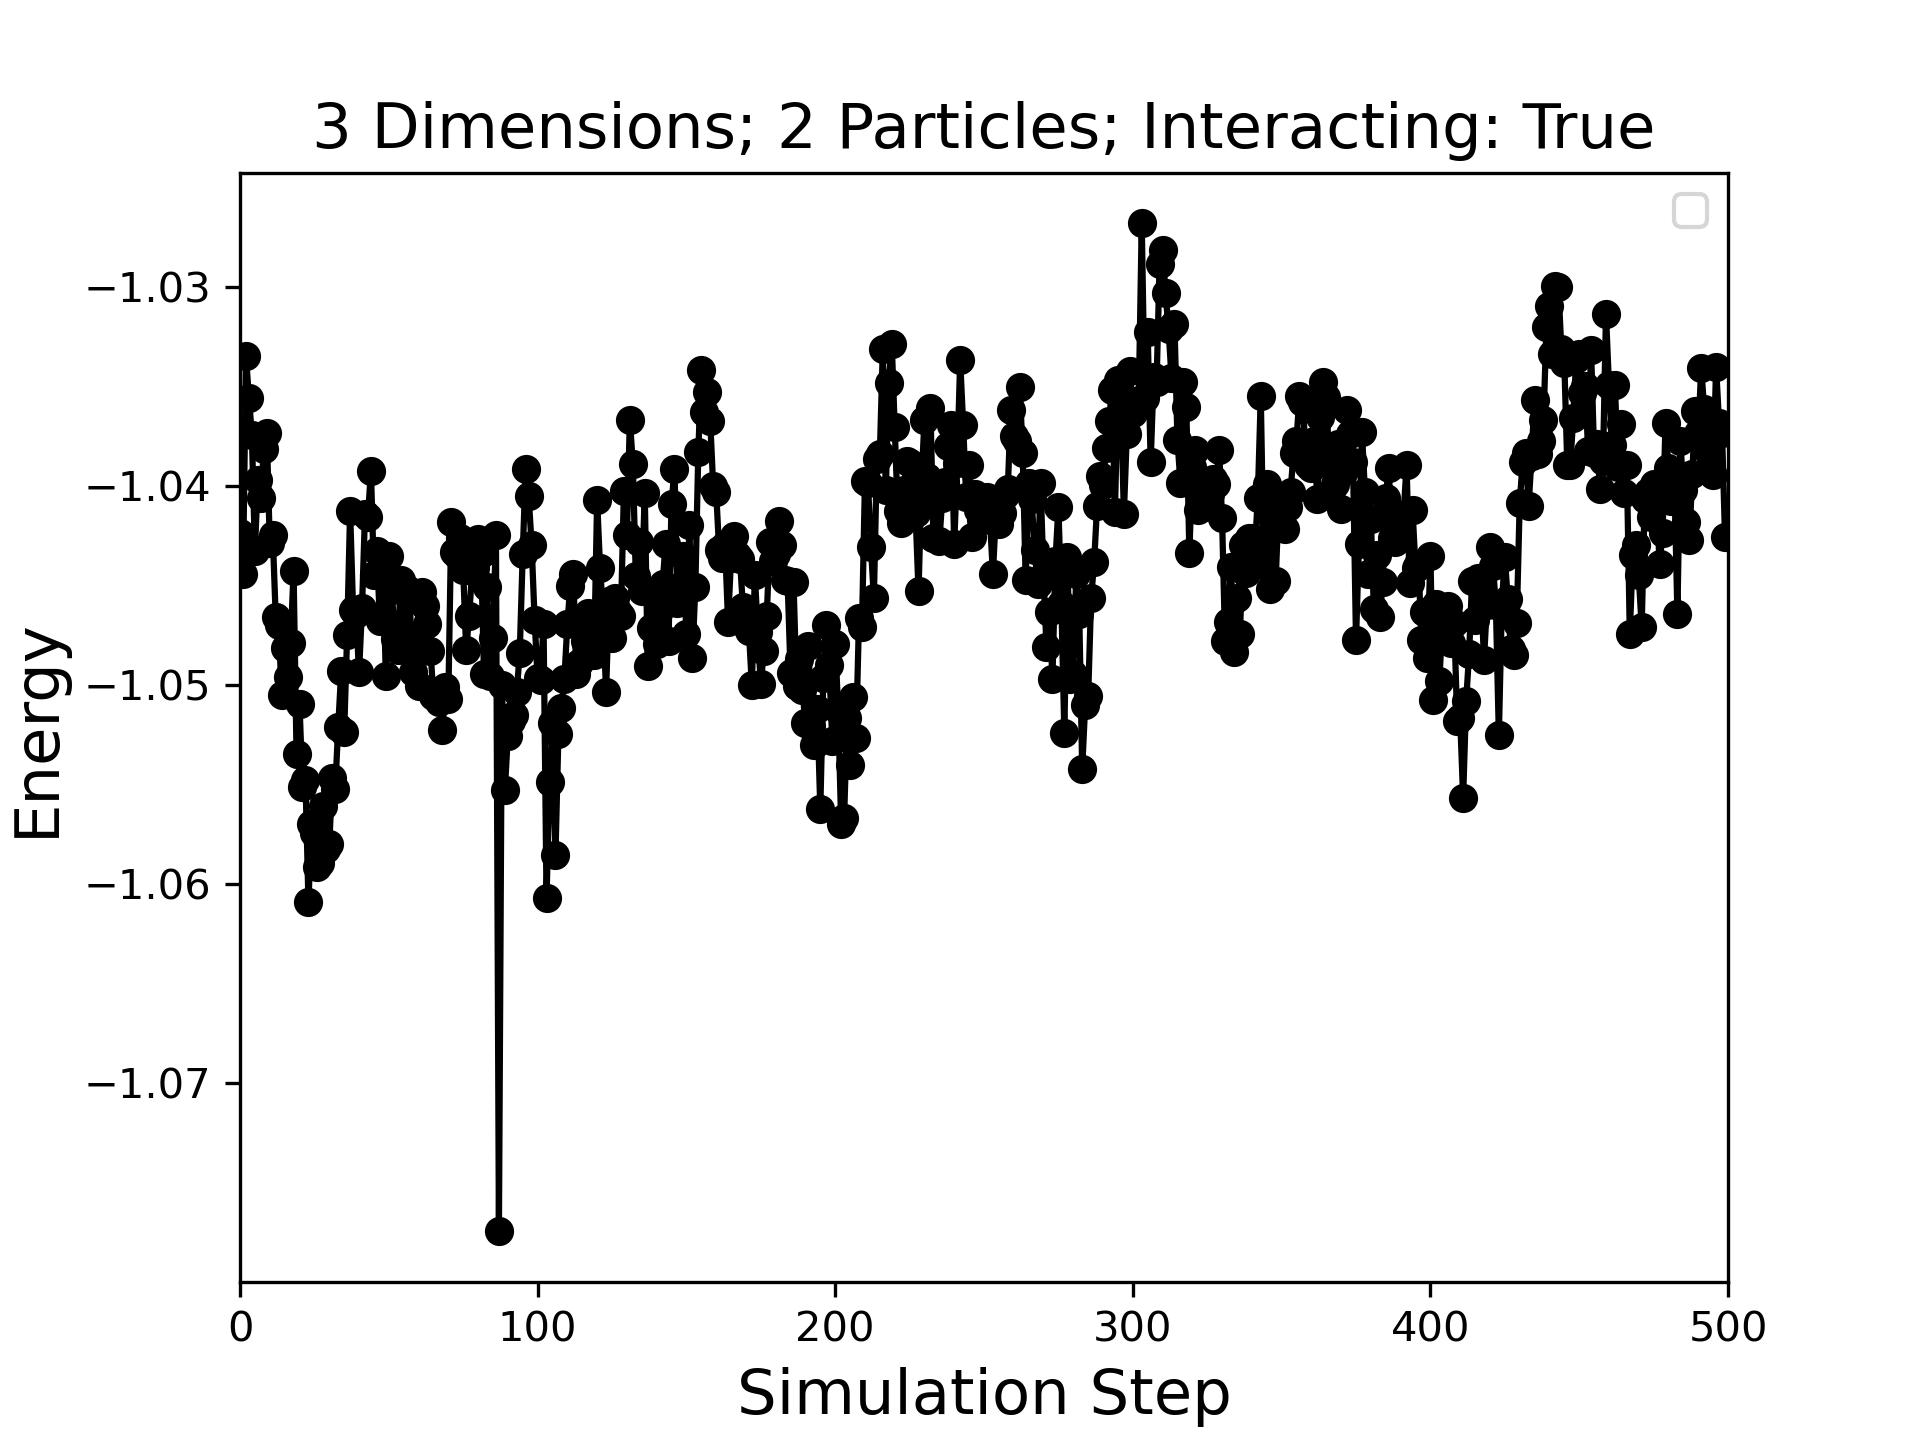 3 Dimensions; 2 Particles; Interacting: True
Energy
−1.03
−1.04
−1.05
−1.06
−1.07
0 100 200 300 400 500
Simulation Step